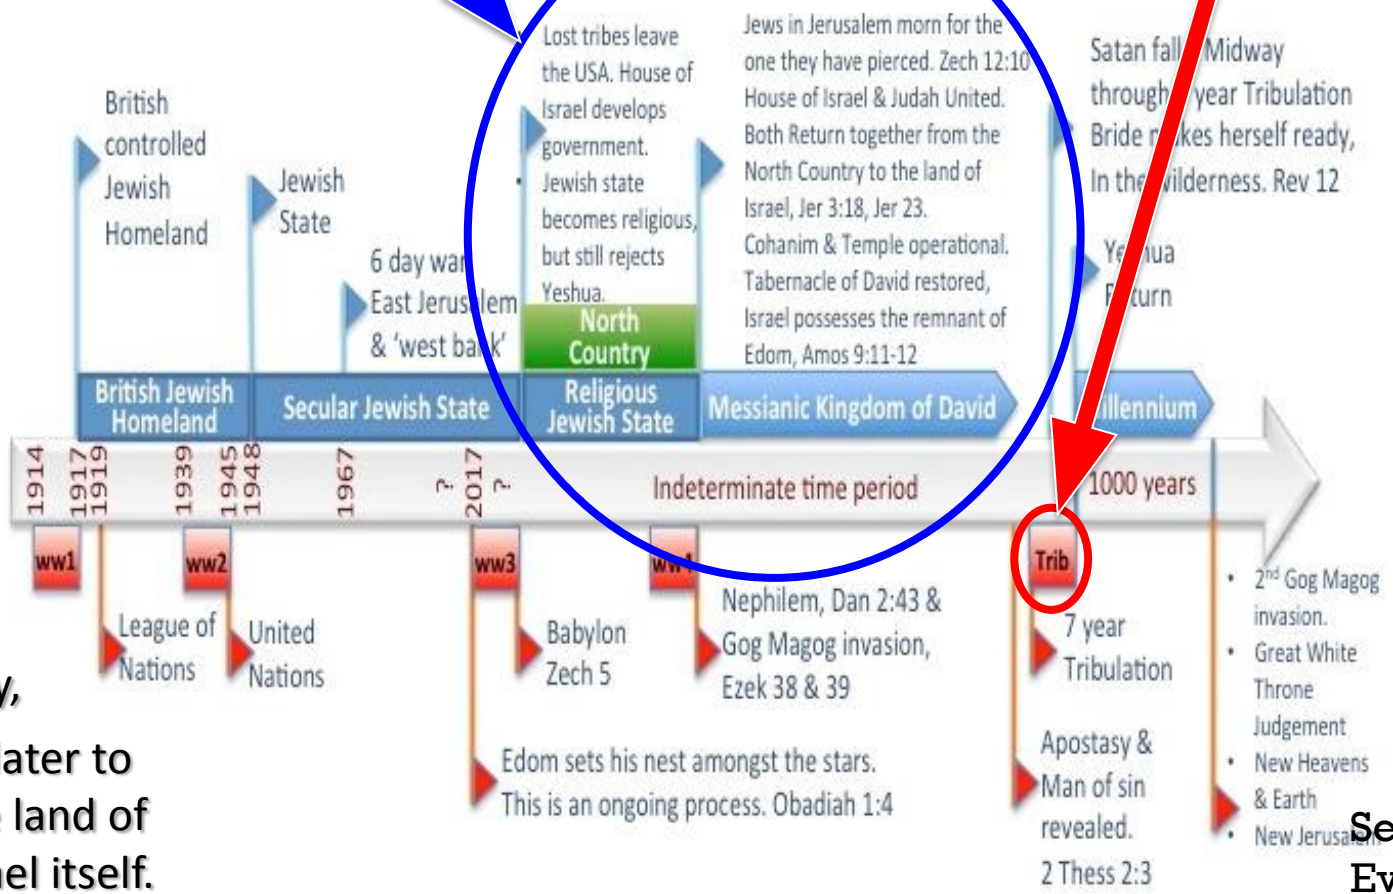 British
controlled
Jewish
Homeland
Jewish
State
6 day war
East Jerusalem
& 'west bank'
Lost tribes leave
the USA. House of
Israel develops
government.
Jewish state
becomes religious,
but still rejects
Yeshua.
Jews in Jerusalem morn for the
one they have pierced. Zech 12:10
House of Israel & Judah United.
Both Return together from the
North Country to the land of
Israel, Jer 3:18, Jer 23.
Cohanim & Temple operational.
Tabernacle of David restored,
Israel possesses the remnant of
Edom, Amos 9:11-12
Satan falls Midway
through year Tribulation
Bride makes herself ready,
In the wilderness. Rev 12
Yeshua
Return
North
Country
British Jewish
Homeland
Secular Jewish State
Religious
Jewish State
Messianic Kingdom of David
Millennium
1914
1917
1919
1939
1945
1948
1967
?
2017
?
Indeterminate time period
1000 years
ww1
ww2
ww3
ww4
Trib
League of
Nations
United
Nations
Babylon
Zech 5
Nephilem, Dan 2:43 &
Gog Magog invasion,
Ezek 38 & 39
7 year
Tribulation
Edom sets his nest amongst the stars.
This is an ongoing process. Obadiah 1:4
Apostasy &
Man of sin
revealed.
2 Thess 2:3
• 2nd Gog Magog
invasion.
• Great White
Throne
Judgement
• New Heavens
& Earth
• New Jerusalem
y,
later to
land of
el itself.
Se
Ev